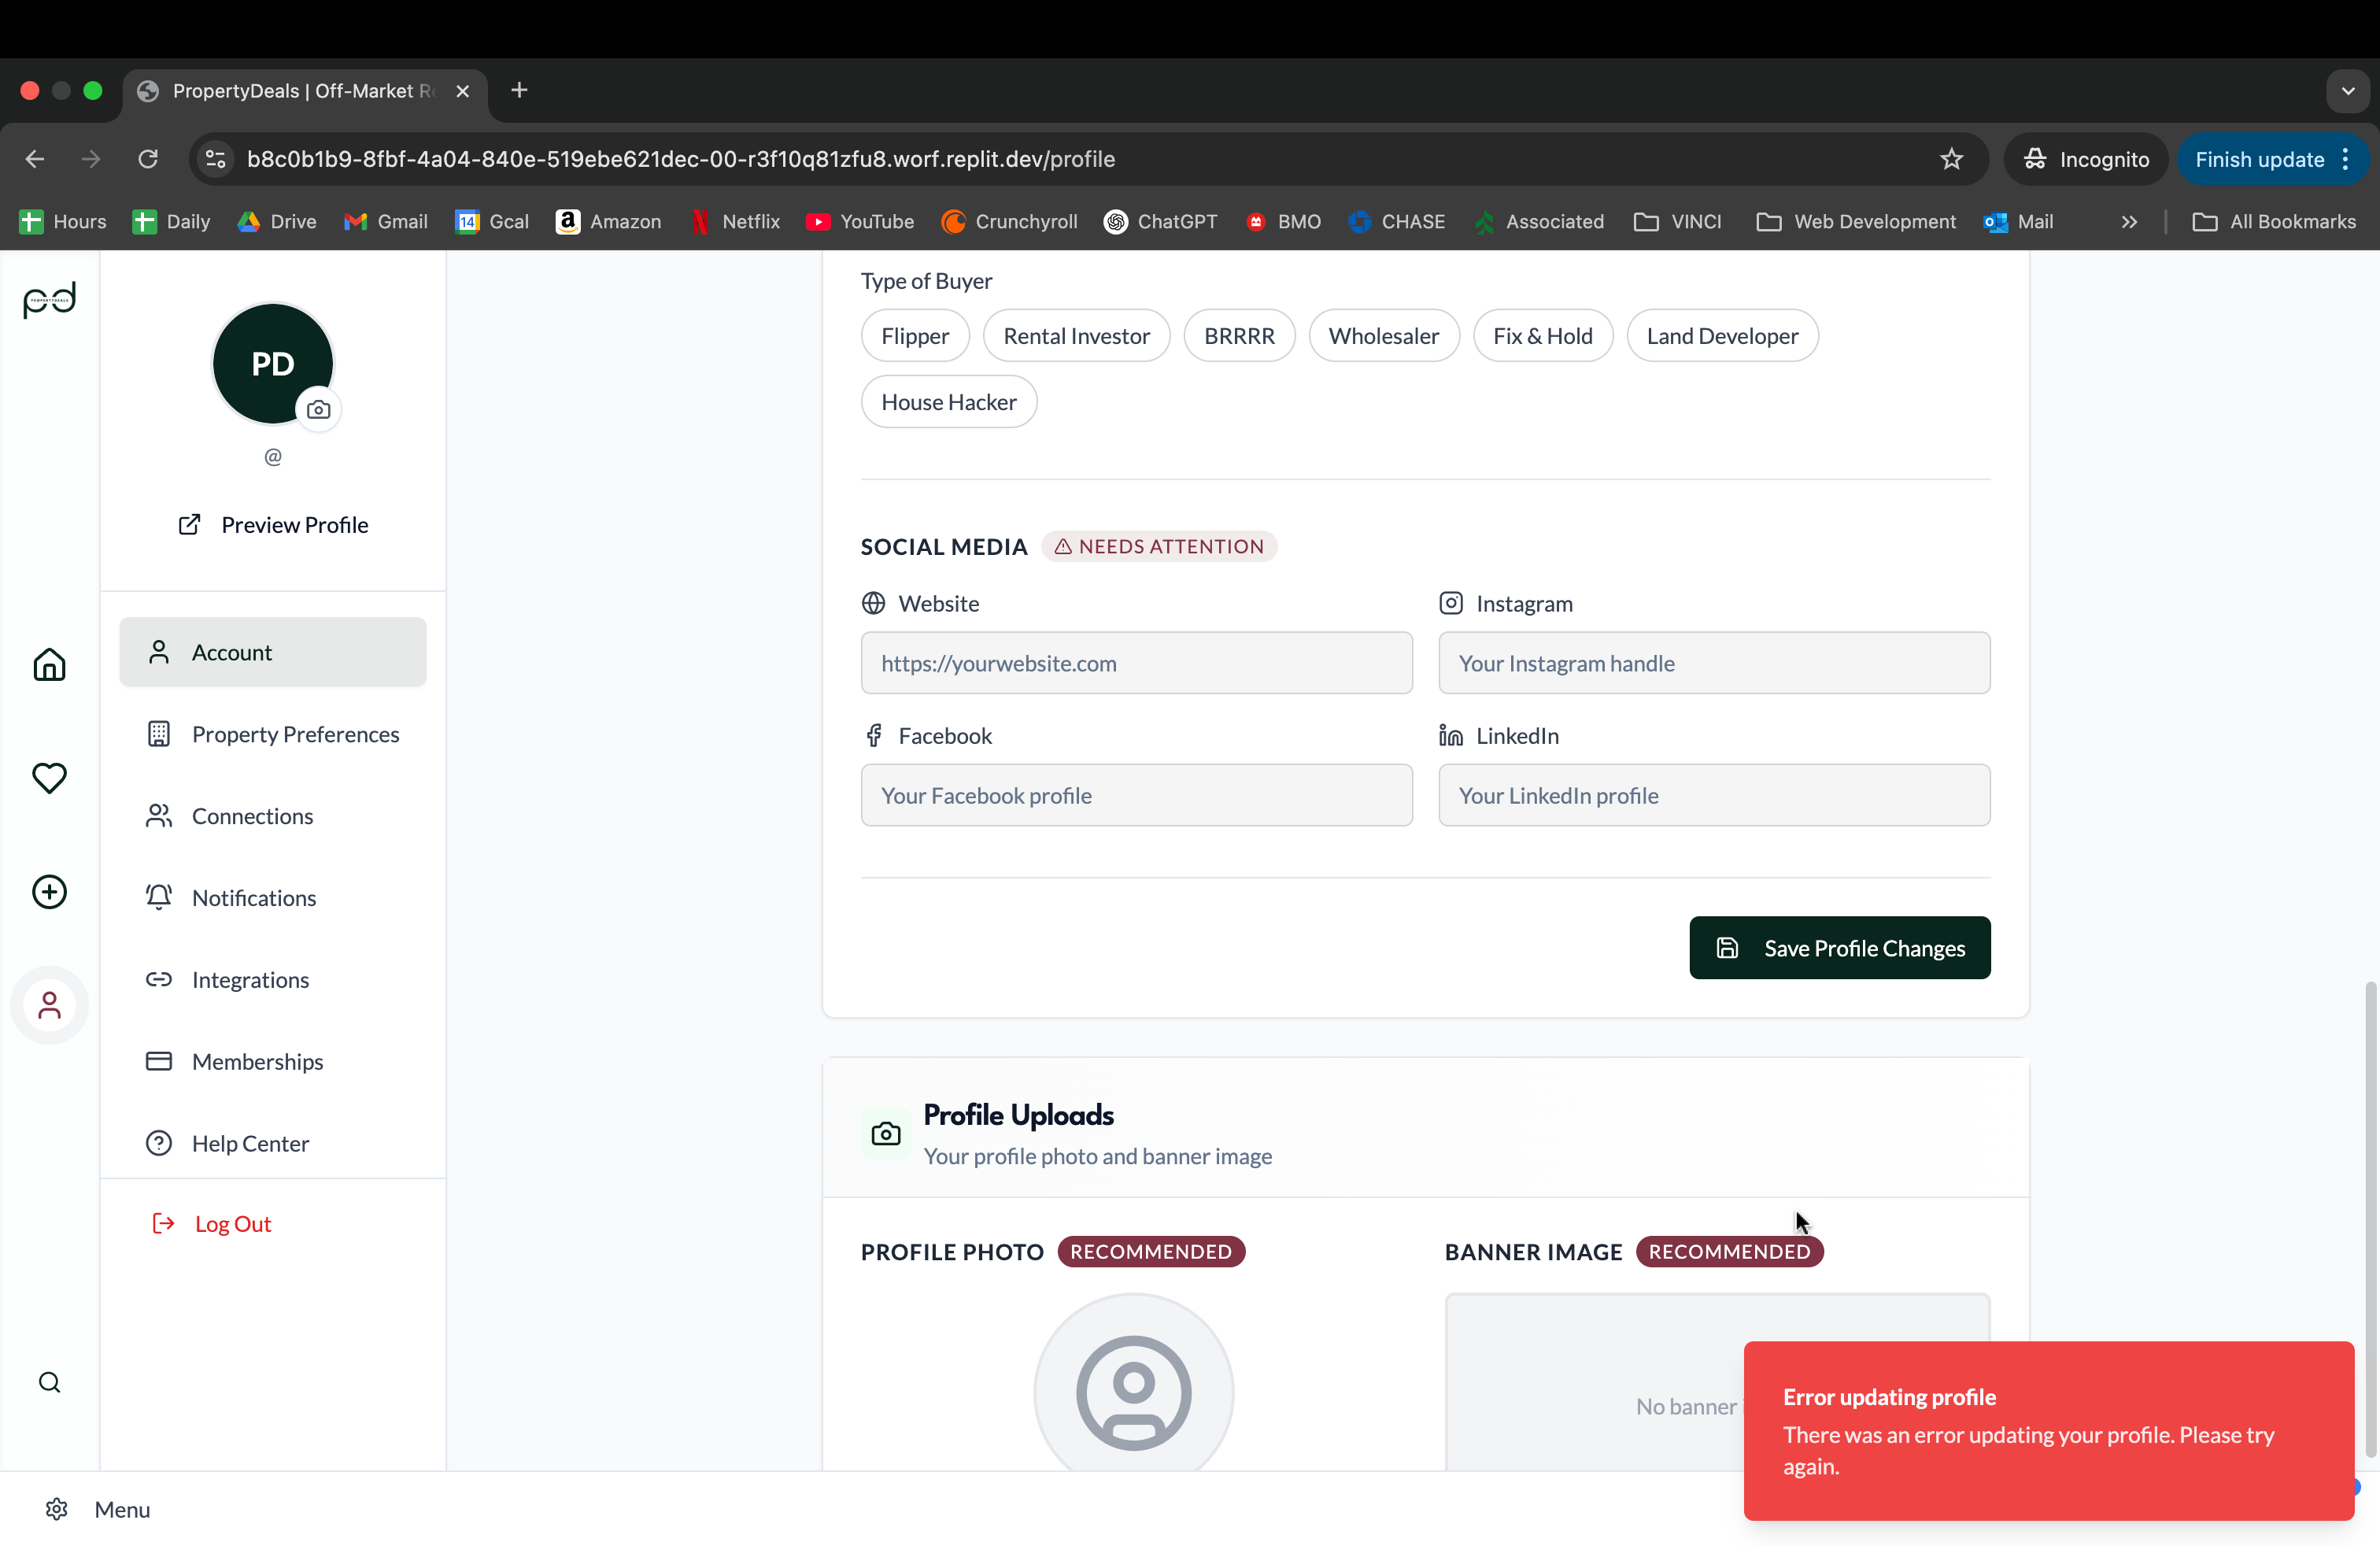 PropertyDeals | Off-Market Re
b8c0b1b9-8fbf-4a04-840e-519ebe621dec-00-r3f10q81zfu8.worf.replit.dev/profile
Incognito
Finish update
Hours
Daily
Drive
Gmail
14
Gcal
Amazon
Netflix
YouTube
Crunchyroll
ChatGPT
BMO
CHASE
Associated
VINCI
Web Development
Mail
All Bookmarks
pd
PROPERTYDEALS
PD
@
Preview Profile
Account
Property Preferences
Connections
Notifications
Integrations
Memberships
Help Center
Log Out
Menu
Type of Buyer
Flipper
Rental Investor
BRRRR
Wholesaler
Fix & Hold
Land Developer
House Hacker
SOCIAL MEDIA
NEEDS ATTENTION
Website
Instagram
https://yourwebsite.com
Your Instagram handle
Facebook
LinkedIn
Your Facebook profile
Your LinkedIn profile
Save Profile Changes
Profile Uploads
Your profile photo and banner image
PROFILE PHOTO
RECOMMENDED
BANNER IMAGE
RECOMMENDED
No banner
Error updating profile
There was an error updating your profile. Please try
again.